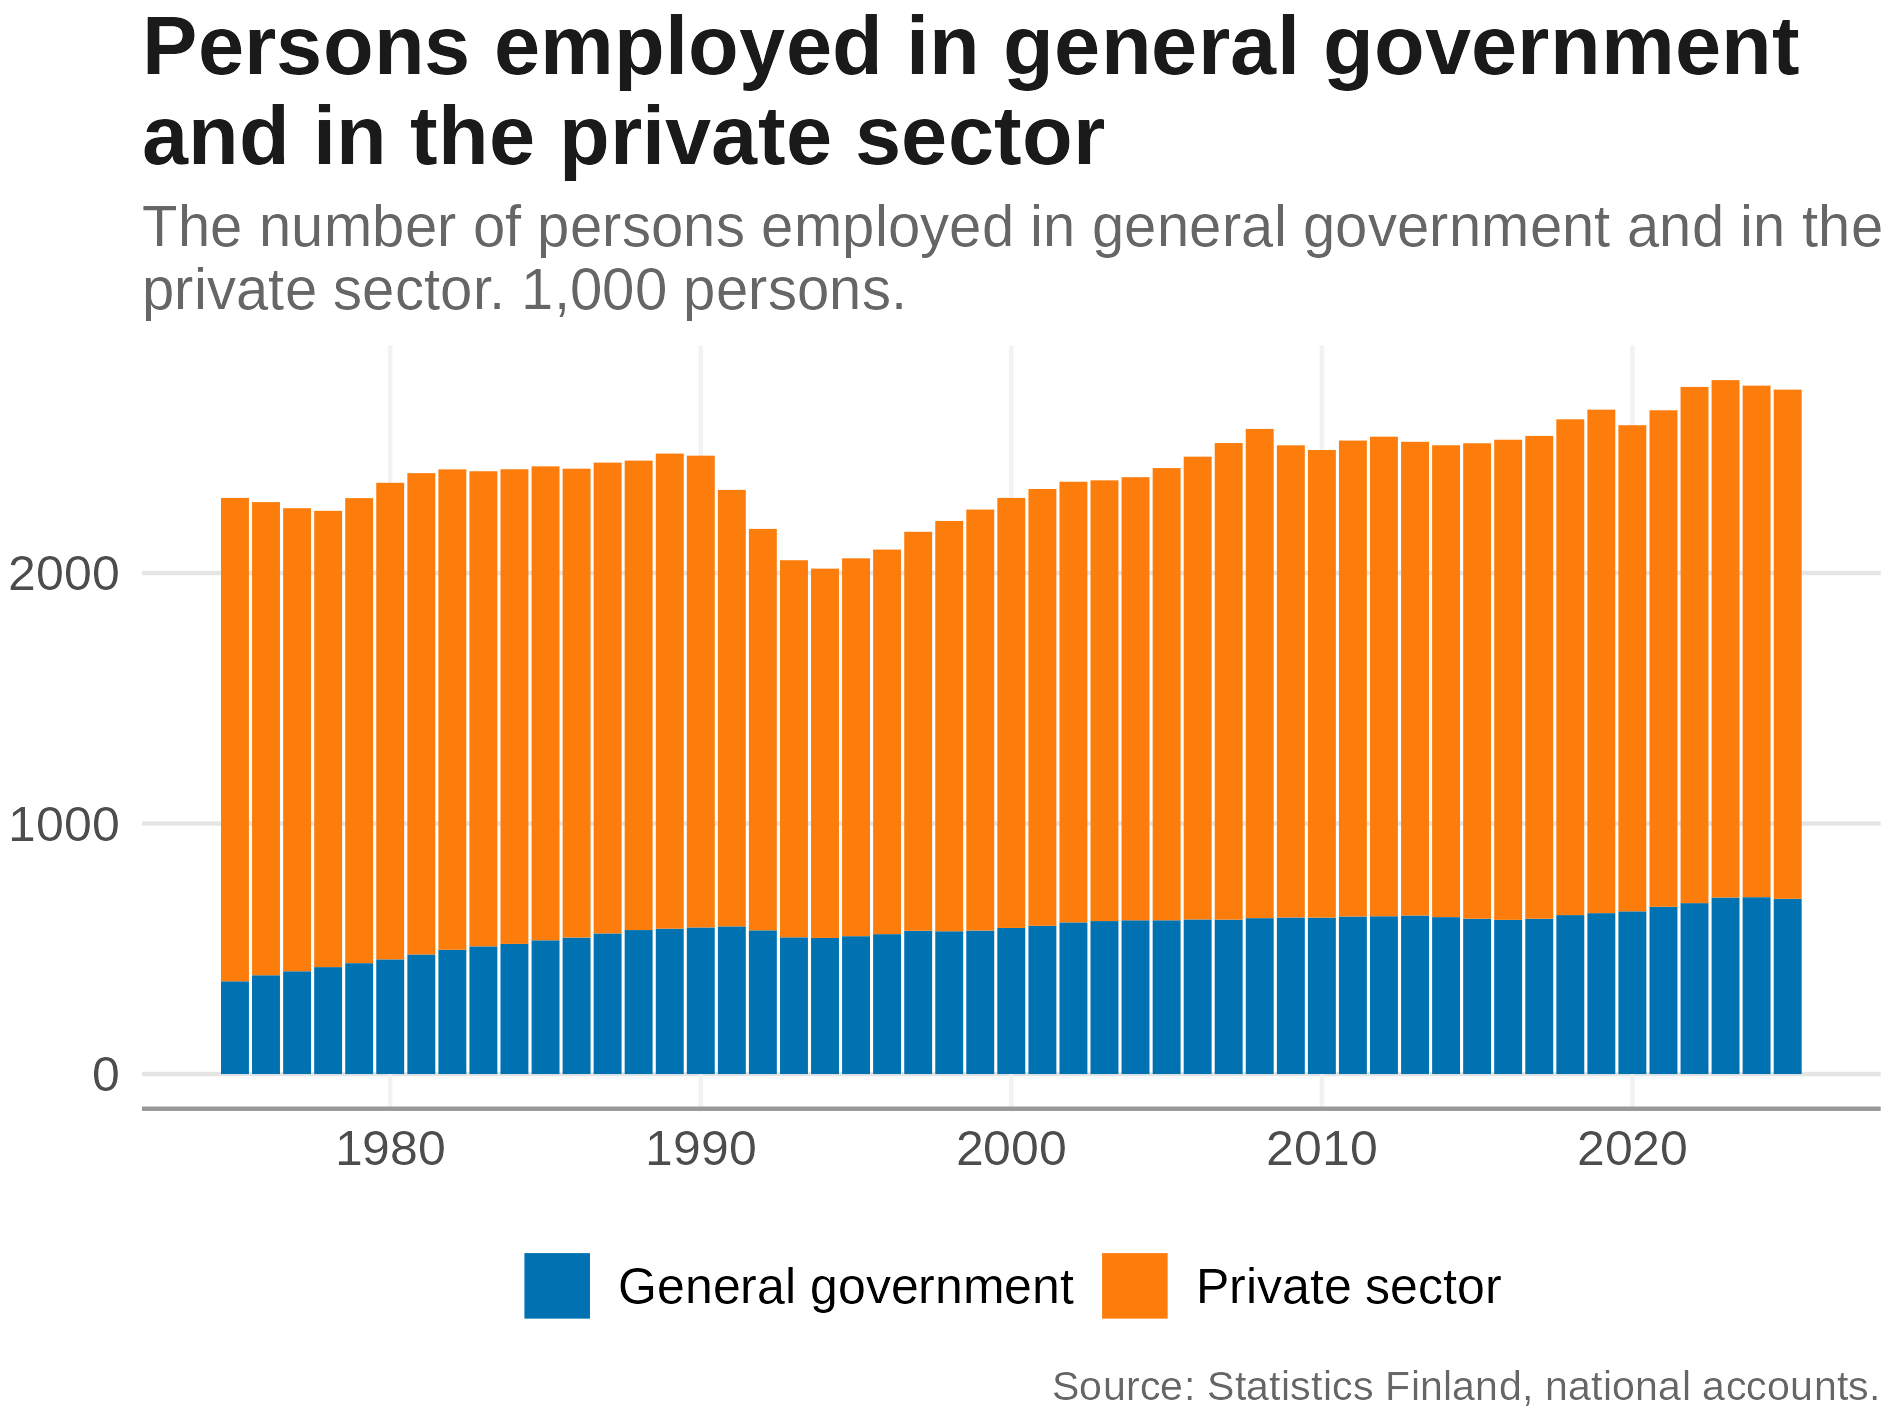 Persons employed in general government
and in the private sector
The number of persons employed in general government and in the
private sector. 1,000 persons.
2000
1000
0
1980 1990 2000 2010 2020
General government Private sector
Source: Statistics Finland, national accounts.